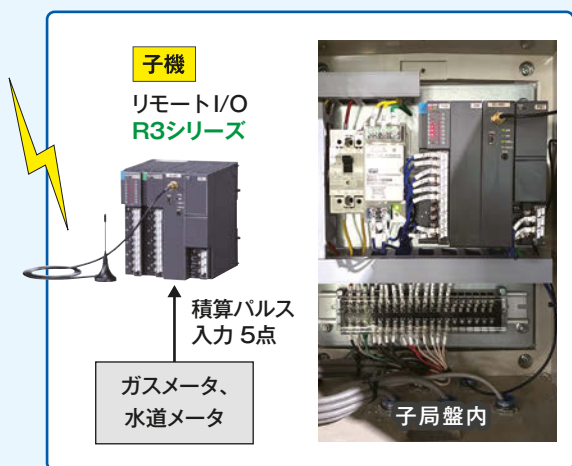 子機
リモートI/O
R3シリーズ
積算パルス
入力 5点
ガスメータ、
水道メータ
子局盤内